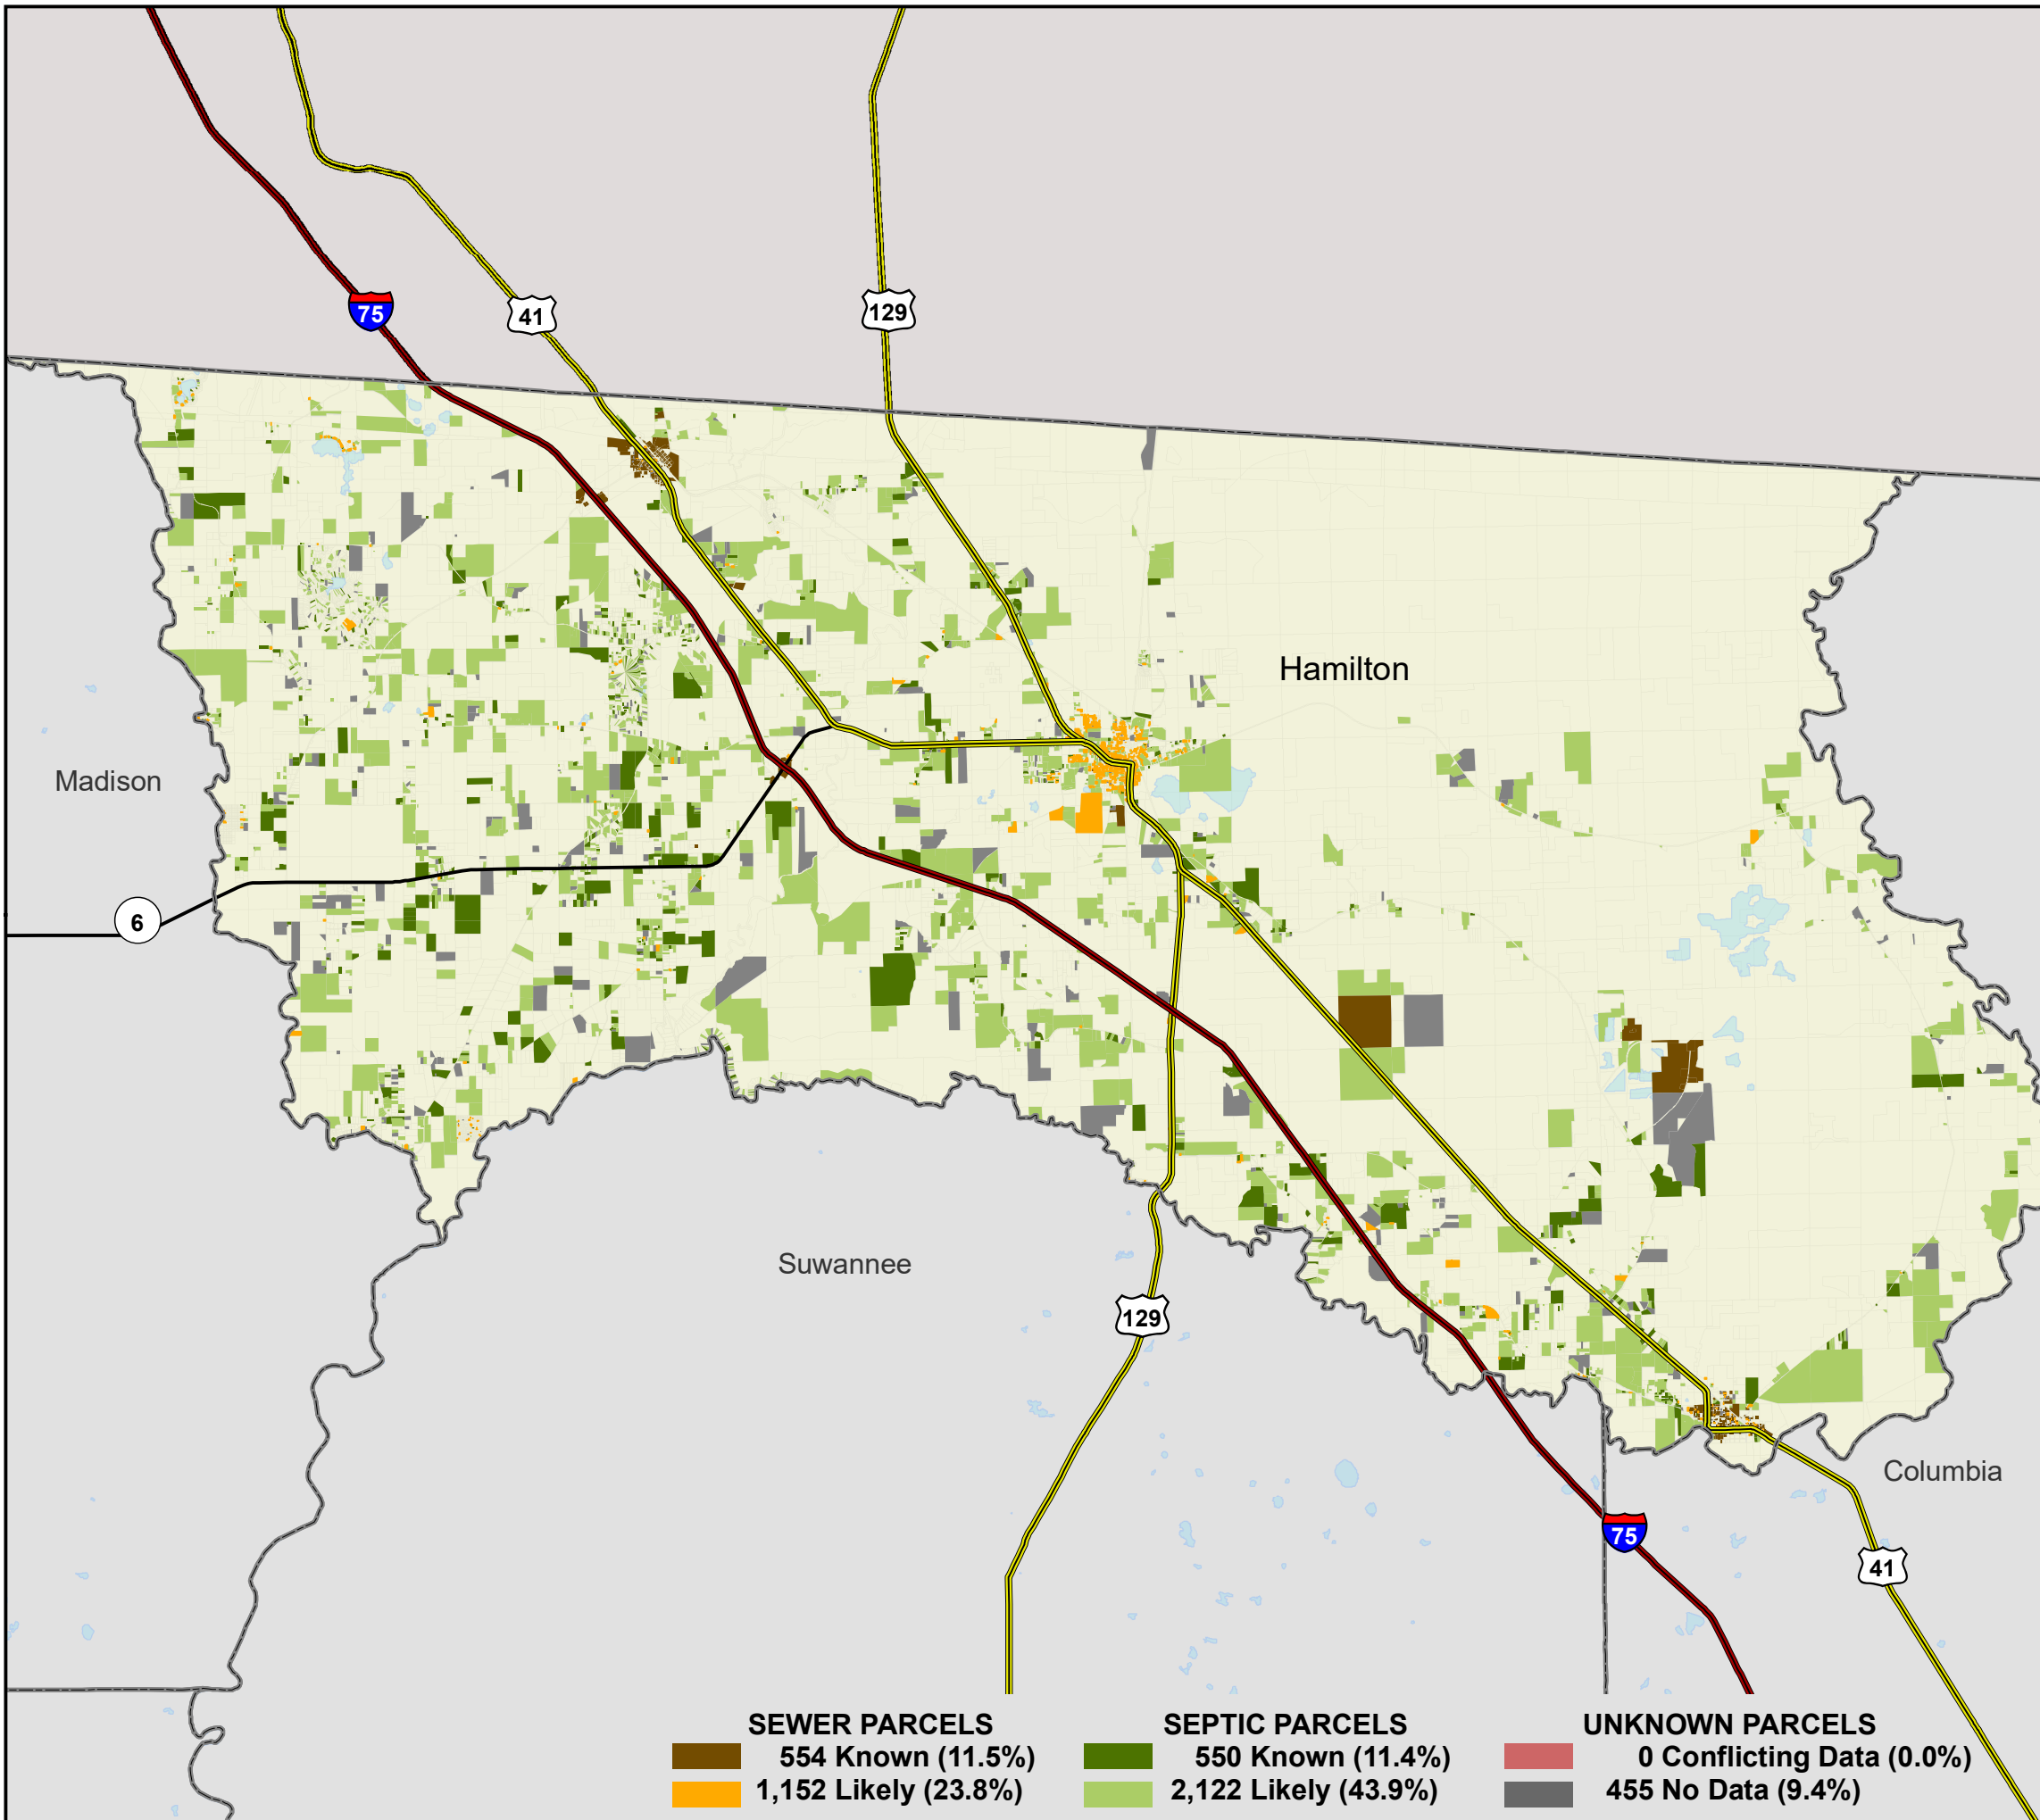 75
41
129
Hamilton
Madison
6
Suwannee
129
Columbia
75
41
SEWER PARCELS
554 Known (11.5%)
1,152 Likely (23.8%)
SEPTIC PARCELS
550 Known (11.4%)
2,122 Likely (43.9%)
UNKNOWN PARCELS
0 Conflicting Data (0.0%)
455 No Data (9.4%)